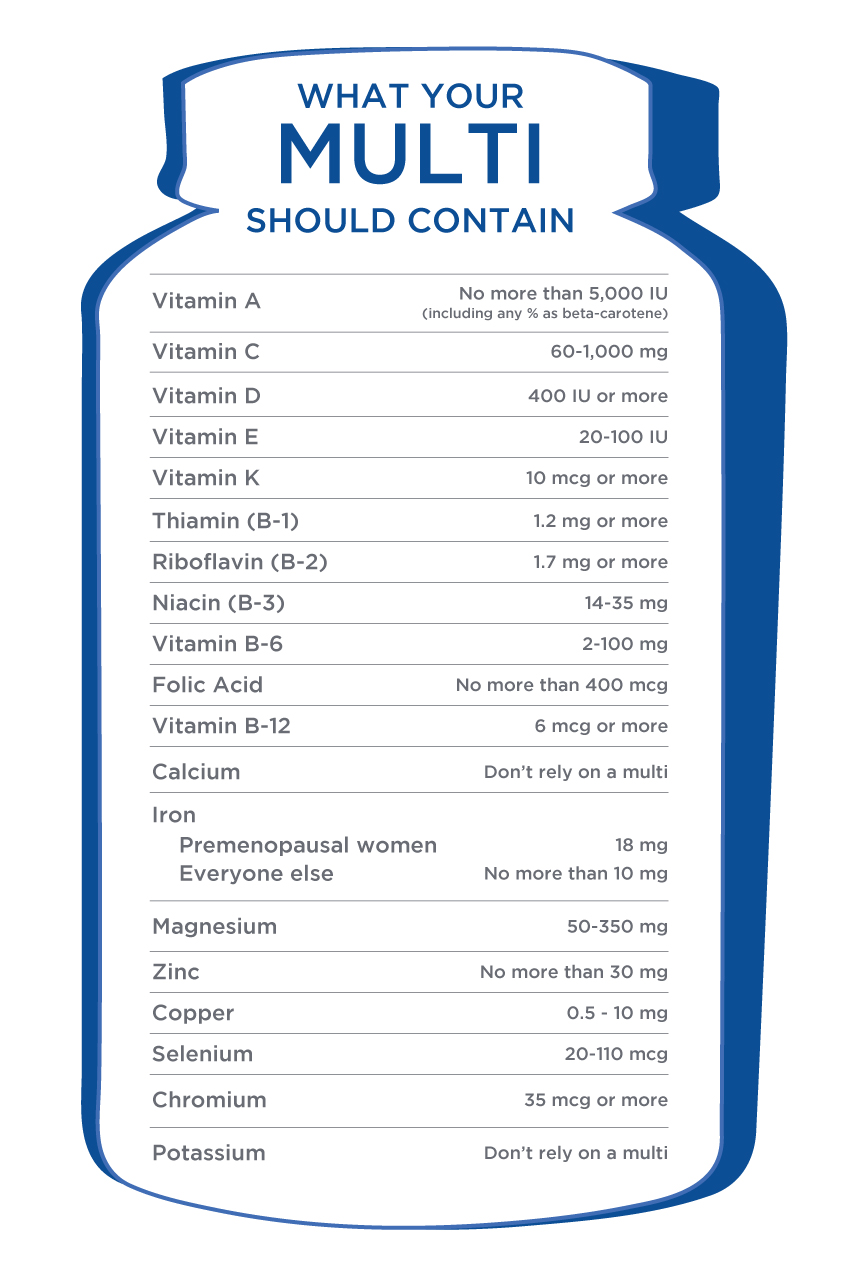 WHAT YOUR
MULTI
SHOULD CONTAIN
Vitamin A No more than 5,000 IU
(including any % as beta-carotene)
Vitamin C 60-1,000 mg
Vitamin D 400 IU or more
Vitamin E 20-100 IU
Vitamin K 10 mcg or more
Thiamin (B-1) 1.2 mg or more
Riboflavin (B-2) 1.7 mg or more
Niacin (B-3) 14-35 mg
Vitamin B-6 2-100 mg
Folic Acid No more than 400 mcg
Vitamin B-12 6 mcg or more
Calcium Don’t rely on a multi
Iron
Premenopausal women 18 mg
Everyone else No more than 10 mg
Magnesium 50-350 mg
Zinc No more than 30 mg
Copper 0.5 - 10 mg
Selenium 20-110 mcg
Chromium 35 mcg or more
Potassium Don’t rely on a multi